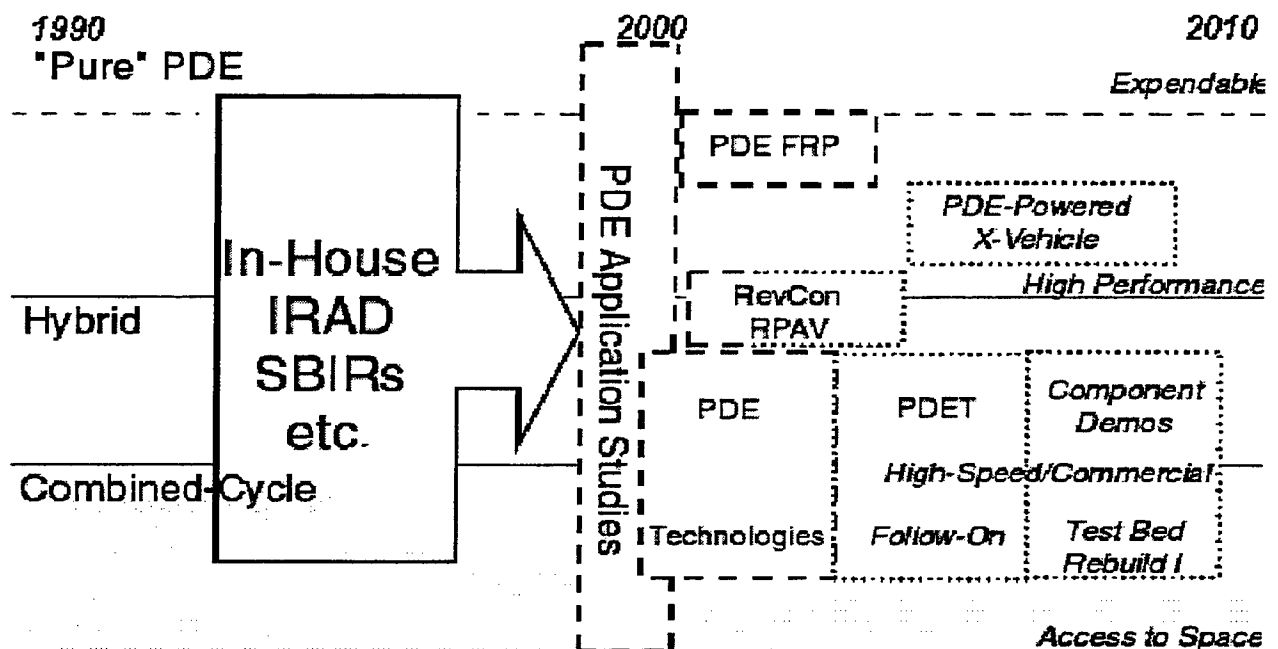 1990
2000
2010
"Pure" PDE
Expendable
PDE FRP
PDE-Powered
X-Vehicle
High Performance
Hybrid
In-House
IRAD
SBIRs
etc.
PDE Application Studies
RevCon
RPAV
PDE
Technologies
PDET
Follow-On
Component
Demos
High-Speed/Commercial
Combined-Cycle
Test Bed
Rebuild I
Access to Space